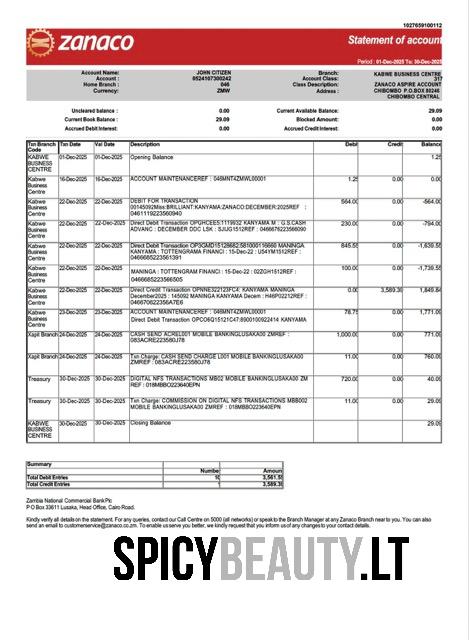 1027659100112
zanaco
Statement of account
Period : 01-Dec-2025 To: 30-Dec-2025
Account Name: JOHN CITIZEN Branch: KABWE BUSINESS CENTRE
Account Number : 0524107300242 Account Class: 317
Home Branch : 046 Class Description: ZANACO ASPIRE ACCOUNT
Currency: ZMW Address : CHIBOMBO P.O.BOX 80246
CHIBOMBO CENTRAL
Uncleared balance : 0.00 Current Available Balance: 29.09
Current Book Balance : 29.09 Blocked Amount: 0.00
Accrued Debit Interest: 0.00 Accrued Credit Interest: 0.00
Txn Branch Code Txn Date Val Date Description Debit Credit Balance
KABWE BUSINESS CENTRE 01-Dec-2025 01-Dec-2025 Opening Balance 1.25
Kabwe Business Centre 16-Dec-2025 16-Dec-2025 ACCOUNT MAINTENANCEREF : 046MNT4ZMWL00001 1.25 0.00 0.00
Kabwe Business Centre 22-Dec-2025 22-Dec-2025 DEBIT FOR TRANSACTION 564.00 0.00 -564.00
00145092Miss:BRILLIANT:KANYAMA:ZANACO:DECEMBER:2025REF :
0461119223560940
Kabwe Business Centre 22-Dec-2025 22-Dec-2025 Direct Debit Transaction 230.00 0.00 -794.00
KANYAMA M : G.S.CASH
ADVANC : DECEMBER DDC LSK :
Kabwe Business Centre 22-Dec-2025 22-Dec-2025 Direct Debit Transaction MANINGA 845.55 0.00 -1,639.55
KANYAMA : TOTTENGRAMA FINANCI : 15-Dec-22 : U54YM1512REF :
0466685223561391
Kabwe Business Centre 22-Dec-2025 22-Dec-2025 MANINGA : TOTTENGRAM FINANCI : 15-Dec-22 : 02ZGH1512REF : 100.00 0.00 -1,739.55
0466685223566505
Kabwe Business Centre 22-Dec-2025 22-Dec-2025 Direct Credit Transaction OPNNE322123FC4: KANYAMA MANINGA 0.00 3,589.39 1,849.84
December2025 : 145092 MANINGA KANYAMA Decem : H46P02212REF :
046670622356A7E6
Kabwe Business Centre 23-Dec-2025 23-Dec-2025 ACCOUNT MAINTENANCEREF : 046MNT4ZMWL00001 78.75 0.00 1,771.09
Direct Debit Transaction OPCO6Q15121C47:8900100922414 KANYAMA
Xapit Branch 24-Dec-2025 24-Dec-2025 CASH SEND ACREL001 MOBILE BANKINGLUSAKA00 ZMREF : 1,000.00 0.00 771.09
083ACRE223580J78
Xapit Branch 24-Dec-2025 24-Dec-2025 Txn Charge: CASH SEND CHARGE L001 MOBILE BANKINGLUSAKA00 11.00 0.00 760.09
ZMREF : 083ACRE223580J78
Treasury 30-Dec-2025 30-Dec-2025 DIGITAL NFS TRANSACTIONS MB02 MOBILE BANKINGLUSAKA00 ZM 720.00 0.00 40.09
REF : 018MBBO223640EPN
Treasury 30-Dec-2025 30-Dec-2025 Txn Charge: COMMISSION ON DIGITAL NFS TRANSACTIONS MBB002 11.00 0.00 29.09
MOBILE BANKINGLUSAKA00 ZMREF : 018MBBO223640EPN
KABWE BUSINESS CENTRE 30-Dec-2025 30-Dec-2025 Closing Balance 29.09
Summary
Number Amount
Total Debit Entries 10 3,561.55
Total Credit Entries 1 3,589.39
Zambia National Commercial Bank Plc
P O Box 33611 Lusaka, Head Office, Cairo Road.
Kindly verify all details on the statement. For any queries, contact our Call Centre on 5000 (all networks) or speak to the Branch Manager at any Zanaco Branch near to you. You can also
send an email to customerservice@zanaco.co.zm. To enable us serve you better, we kindly request that you inform us of any changes to your contact details.
SPICYBEAUTY.LT